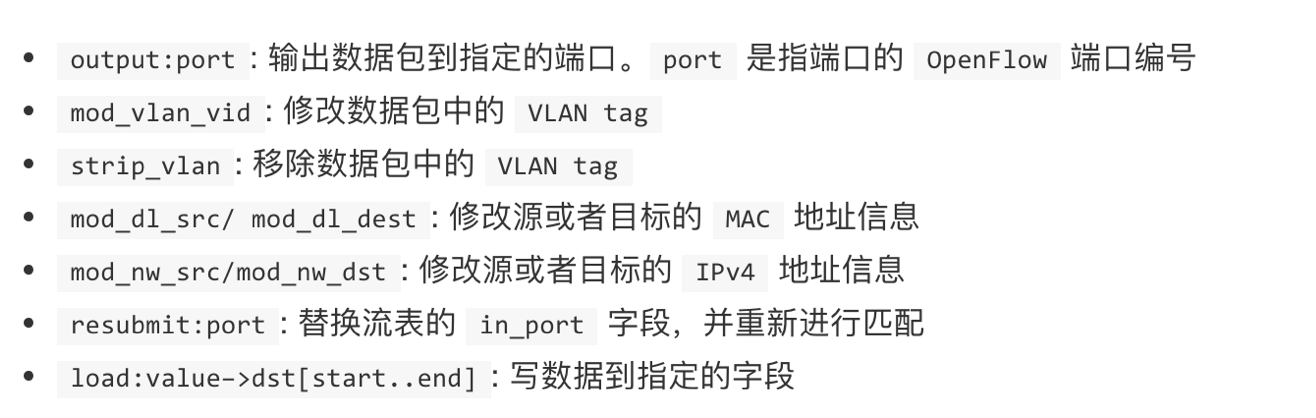 • output:port : 输出数据包到指定的端口。 port 是指端口的 OpenFlow 端口编号
• mod_vlan_vid : 修改数据包中的 VLAN tag
• strip_vlan : 移除数据包中的 VLAN tag
• mod_dl_src/ mod_dl_dest : 修改源或者目标的 MAC 地址信息
• mod_nw_src/mod_nw_dst : 修改源或者目标的 IPv4 地址信息
• resubmit:port : 替换流表的 in_port 字段，并重新进行匹配
• load:value−>dst[start..end] : 写数据到指定的字段